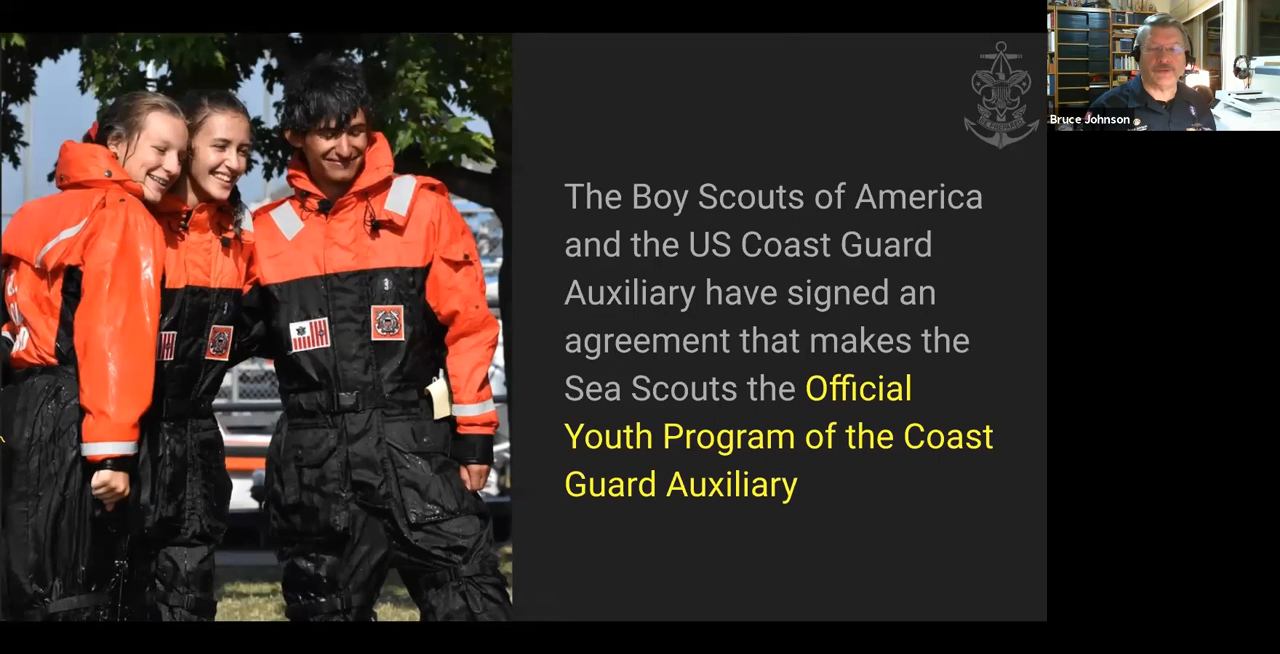 The Boy Scouts of America
and the US Coast Guard
Auxiliary have signed an
agreement that makes the
Sea Scouts the Official
Youth Program of the Coast
Guard Auxiliary
Bruce Johnson